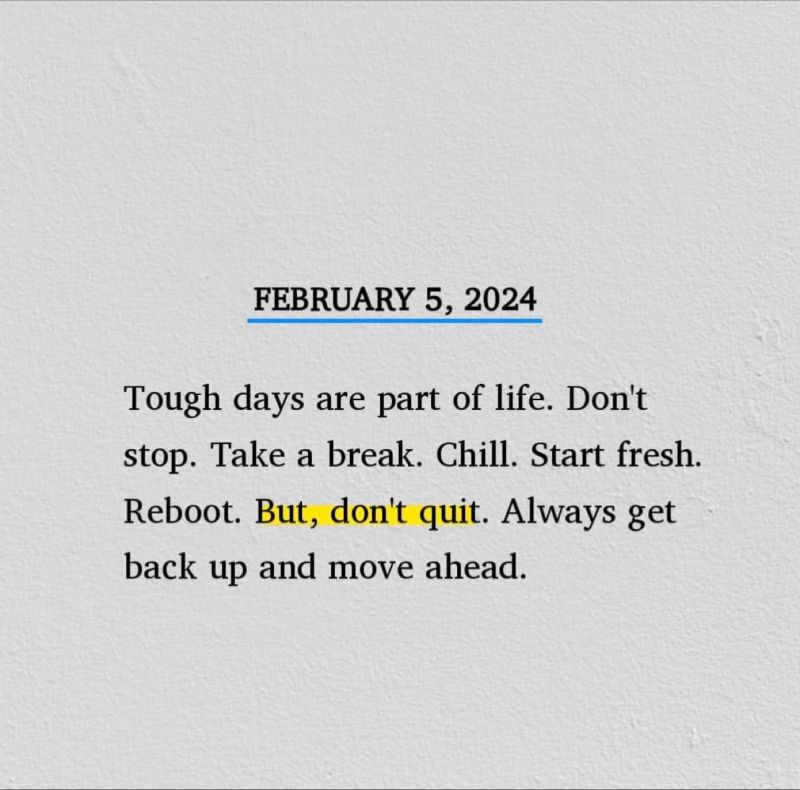 FEBRUARY 5, 2024
Tough days are part of life. Don't
stop. Take a break. Chill. Start fresh.
Reboot. But, don't quit. Always get
back up and move ahead.